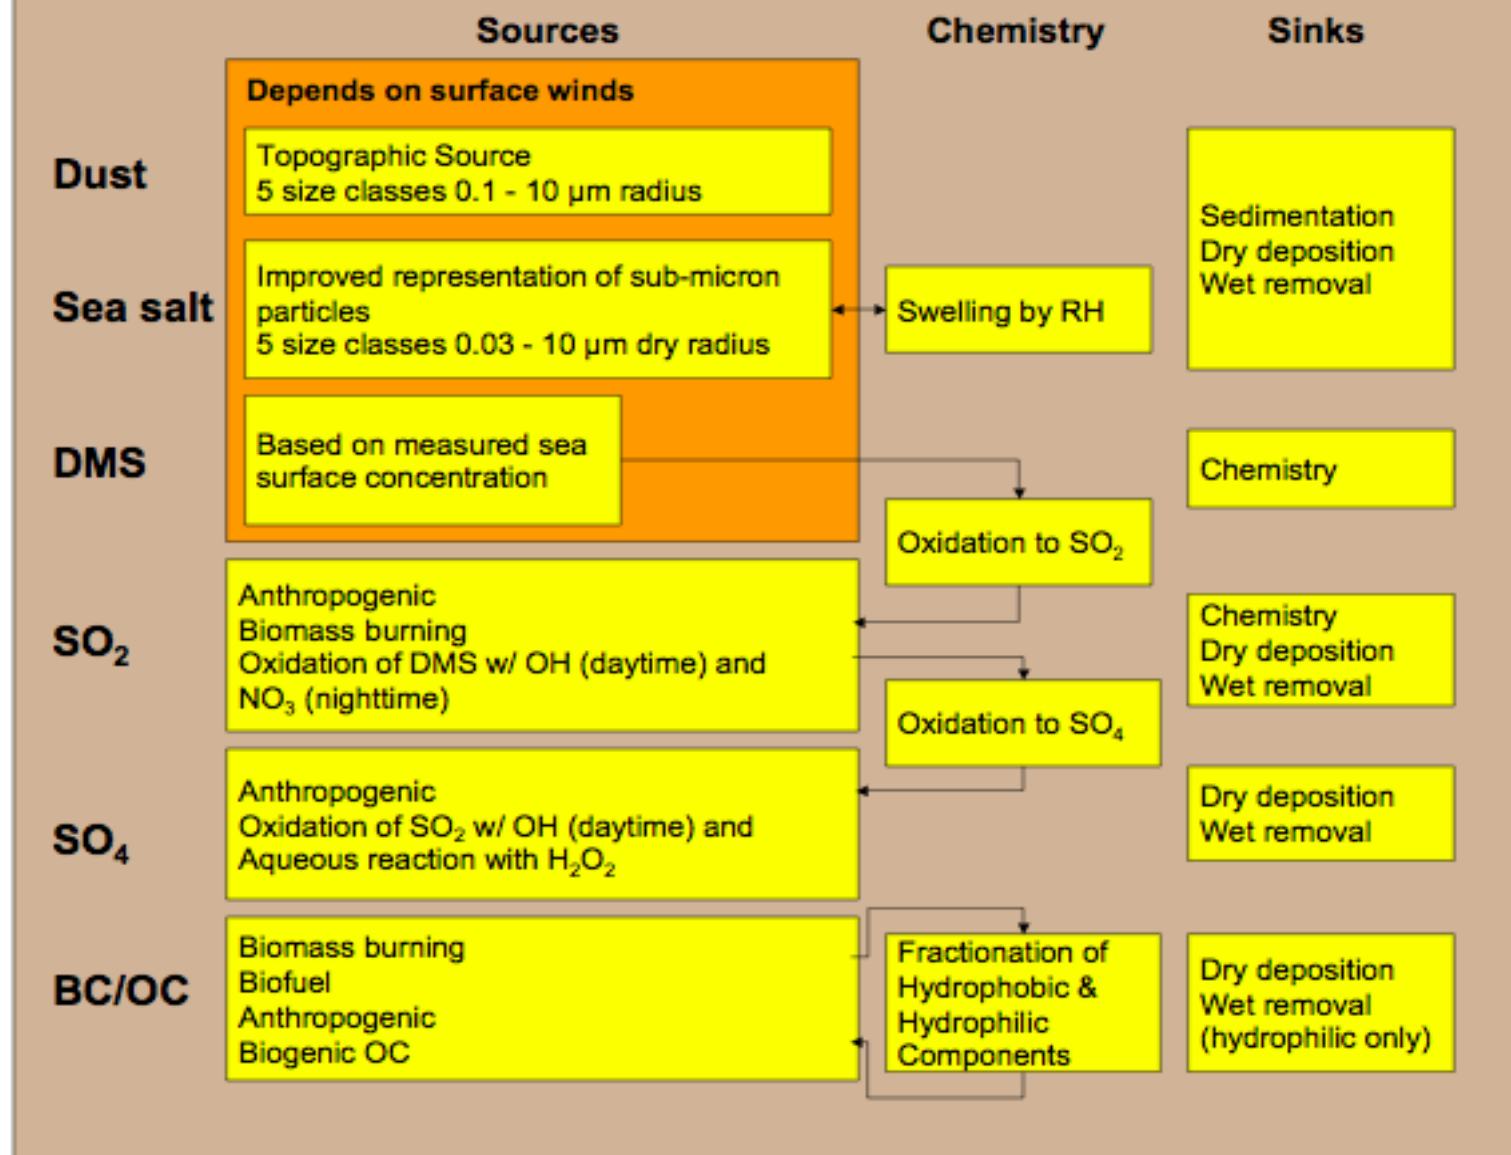 Sources Chemistry Sinks
Depends on surface winds
Dust
Topographic Source
5 size classes 0.1 - 10 µm radius
Sedimentation
Dry deposition
Wet removal
Sea salt
Improved representation of sub-micron
particles
5 size classes 0.03 - 10 µm dry radius
Swelling by RH
DMS
Based on measured sea
surface concentration
Chemistry
Oxidation to SO₂
SO₂
Anthropogenic
Biomass burning
Oxidation of DMS w/ OH (daytime) and
NO₃ (nighttime)
Chemistry
Dry deposition
Wet removal
Oxidation to SO₄
SO₄
Anthropogenic
Oxidation of SO₂ w/ OH (daytime) and
Aqueous reaction with H₂O₂
Dry deposition
Wet removal
BC/OC
Biomass burning
Biofuel
Anthropogenic
Biogenic OC
Fractionation of
Hydrophobic &
Hydrophilic
Components
Dry deposition
Wet removal
(hydrophilic only)